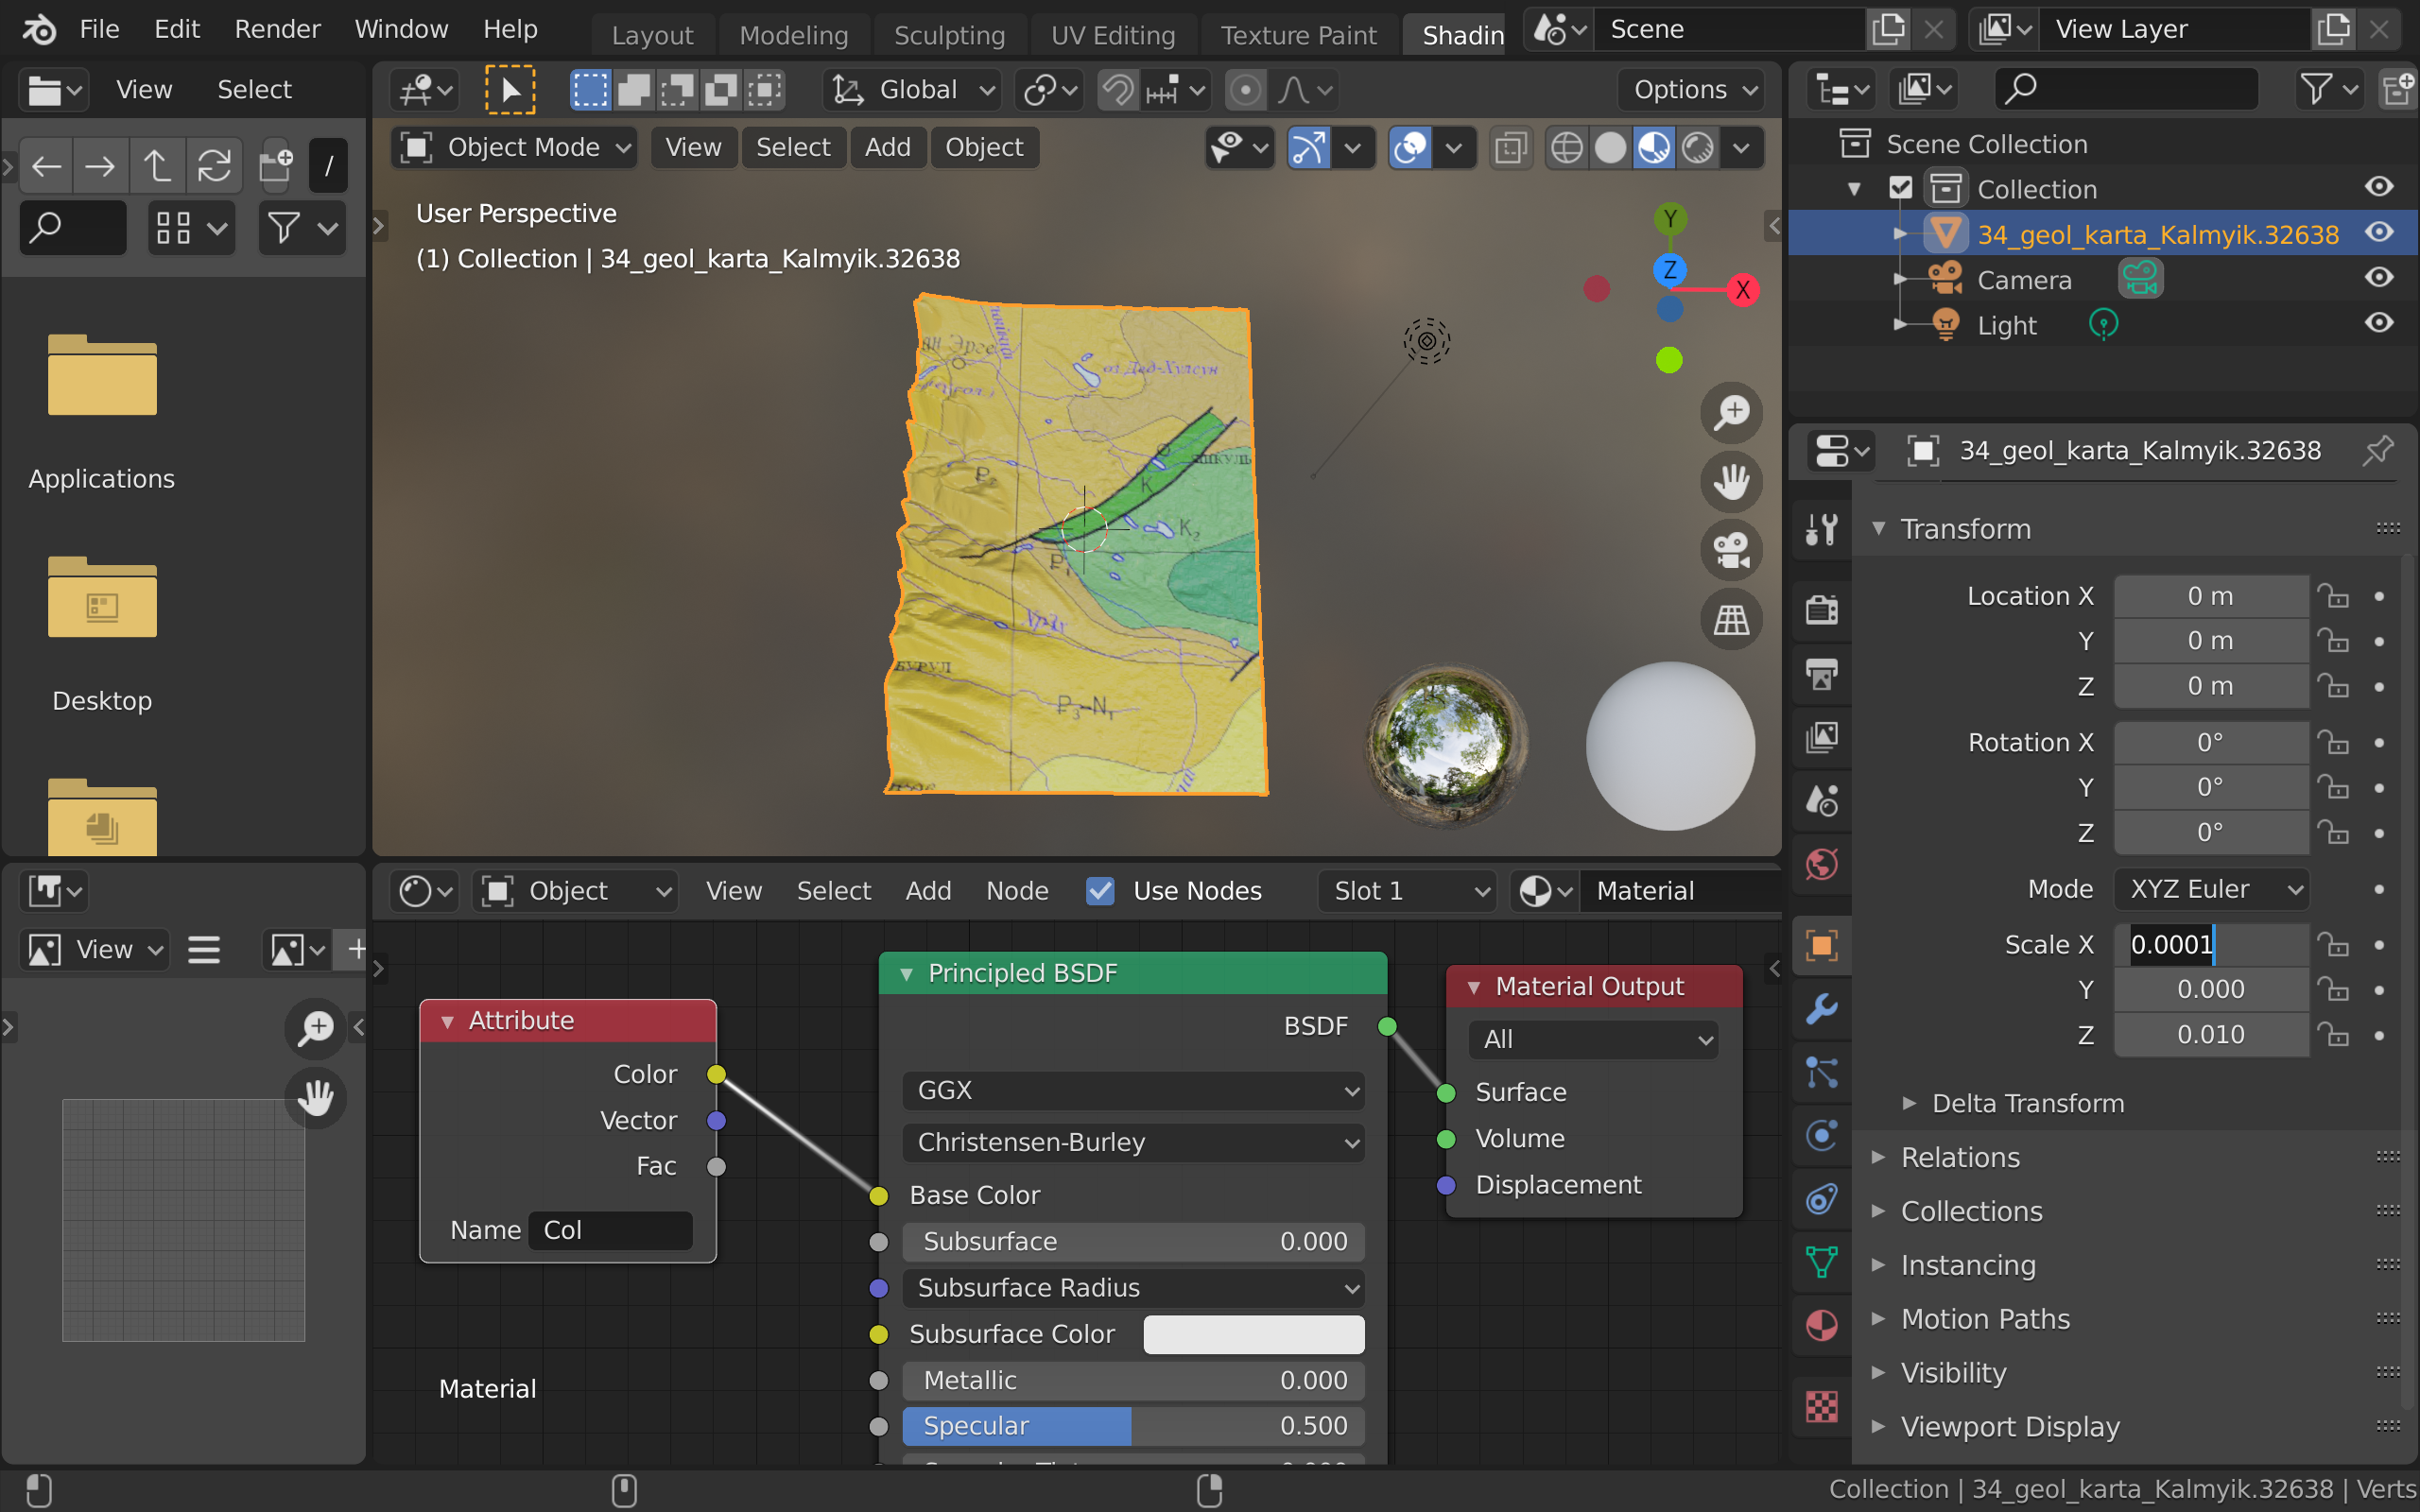 File Edit Render Window Help Layout Modeling Sculpting UV Editing Texture Paint Shadin Scene View Layer
View Select
Global
Options
Object Mode View Select Add Object
/
User Perspective
(1) Collection | 34_geol_karta_Kalmyik.32638
Y
Z
X
оз. Дед-Хулсун
K
K₂
БУРУЛ
Applications
Desktop
Scene Collection
Collection
34_geol_karta_Kalmyik.32638
Camera
Light
34_geol_karta_Kalmyik.32638
Transform
Location X 0 m
Y 0 m
Z 0 m
Rotation X 0°
Y 0°
Z 0°
Mode XYZ Euler
Scale X 0.0001
Y 0.000
Z 0.010
Delta Transform
Relations
Collections
Instancing
Motion Paths
Visibility
Viewport Display
View
Object View Select Add Node Use Nodes Slot 1 Material
Attribute
Color
Vector
Fac
Name Col
Material
Principled BSDF
BSDF
GGX
Christensen-Burley
Base Color
Subsurface 0.000
Subsurface Radius
Subsurface Color
Metallic 0.000
Specular 0.500
Material Output
All
Surface
Volume
Displacement
Collection | 34_geol_karta_Kalmyik.32638 | Verts